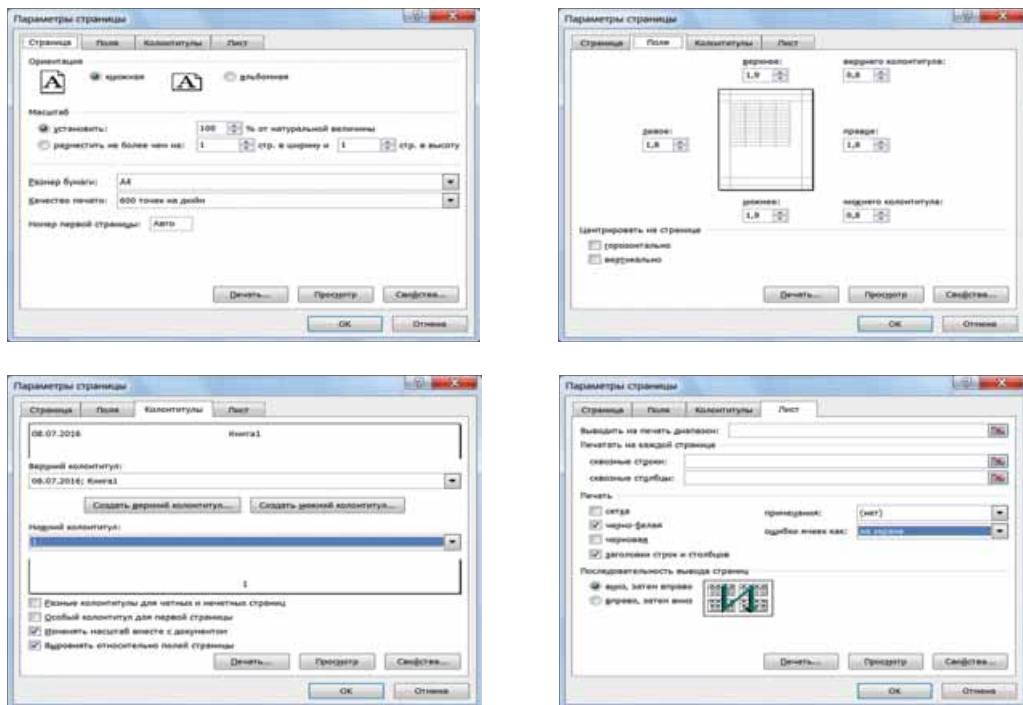 Параметры страницы
Страница Поля Колонтитулы Лист
Ориентация
A книжная A альбомная
Масштаб
установить: 100 % от натуральной величины
разместить не более чем на: 1 стр. в ширину и 1 стр. в высоту
Размер бумаги: A4
Качество печати: 600 точек на дюйм
Номер первой страницы: Авто
Печать... Просмотр Свойства...
ОК Отмена
Параметры страницы
Страница Поля Колонтитулы Лист
верхнее: верхнего колонтитула:
1,9 0,8
левое: правое:
1,8 1,8
нижнее: нижнего колонтитула:
1,9 0,8
Центрировать на странице
горизонтально
вертикально
Печать... Просмотр Свойства...
ОК Отмена
Параметры страницы
Страница Поля Колонтитулы Лист
08.07.2016 Книга1
Верхний колонтитул:
08.07.2016; Книга1
Создать верхний колонтитул... Создать нижний колонтитул...
Нижний колонтитул:
1
1
Разные колонтитулы для четных и нечетных страниц
Особый колонтитул для первой страницы
Изменять масштаб вместе с документом
Выровнять относительно полей страницы
Печать... Просмотр Свойства...
ОК Отмена
Параметры страницы
Страница Поля Колонтитулы Лист
Выводить на печать диапазон:
Печатать на каждой странице
сквозные строки:
сквозные столбцы:
Печать
сетка примечания: (нет)
черно-белая ошибки ячеек как: на экране
черновая
заголовки строк и столбцов
Последовательность вывода страниц
вниз, затем вправо
вправо, затем вниз
Печать... Просмотр Свойства...
ОК Отмена